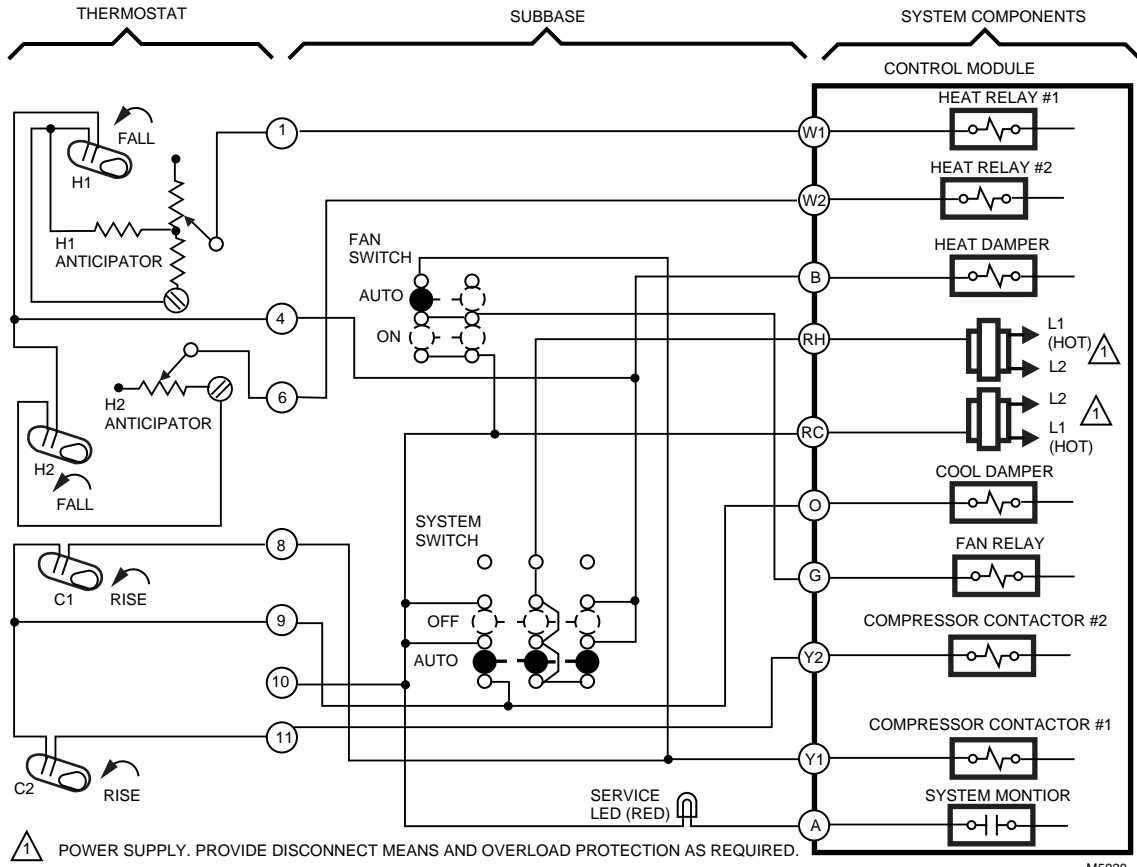 THERMOSTAT
SUBBASE
SYSTEM COMPONENTS
CONTROL MODULE
HEAT RELAY #1
FALL
H1
1
W1
HEAT RELAY #2
W2
H1
ANTICIPATOR
FAN
SWITCH
AUTO
ON
HEAT DAMPER
B
4
RH
L1
(HOT)
L2
1
H2
ANTICIPATOR
6
L2
L1
(HOT)
1
RC
H2
FALL
COOL DAMPER
O
SYSTEM
SWITCH
OFF
AUTO
8
C1
RISE
FAN RELAY
G
9
COMPRESSOR CONTACTOR #2
Y2
10
11
C2
RISE
COMPRESSOR CONTACTOR #1
Y1
SERVICE
LED (RED)
SYSTEM MONTIOR
A
1 POWER SUPPLY. PROVIDE DISCONNECT MEANS AND OVERLOAD PROTECTION AS REQUIRED.